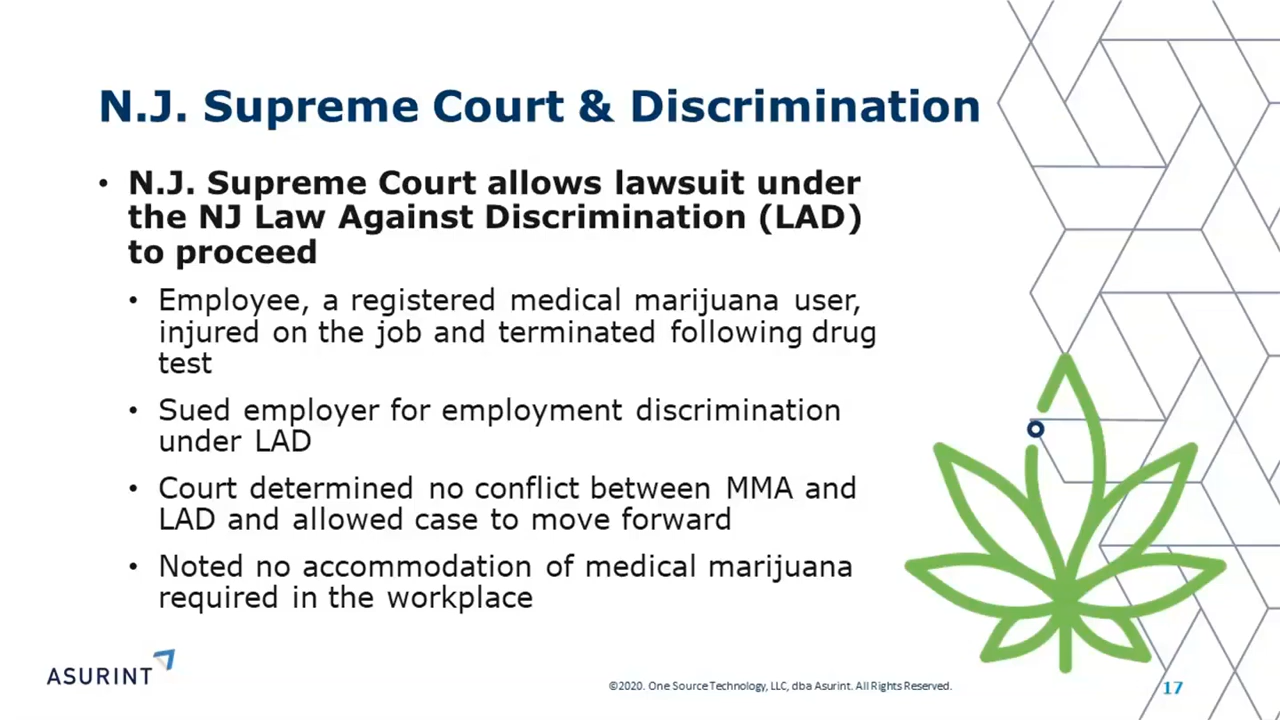 N.J. Supreme Court & Discrimination
• N.J. Supreme Court allows lawsuit under
the NJ Law Against Discrimination (LAD)
to proceed
• Employee, a registered medical marijuana user,
injured on the job and terminated following drug
test
• Sued employer for employment discrimination
under LAD
• Court determined no conflict between MMA and
LAD and allowed case to move forward
• Noted no accommodation of medical marijuana
required in the workplace
ASURINT
©2020. One Source Technology, LLC, dba Asurint. All Rights Reserved.
17